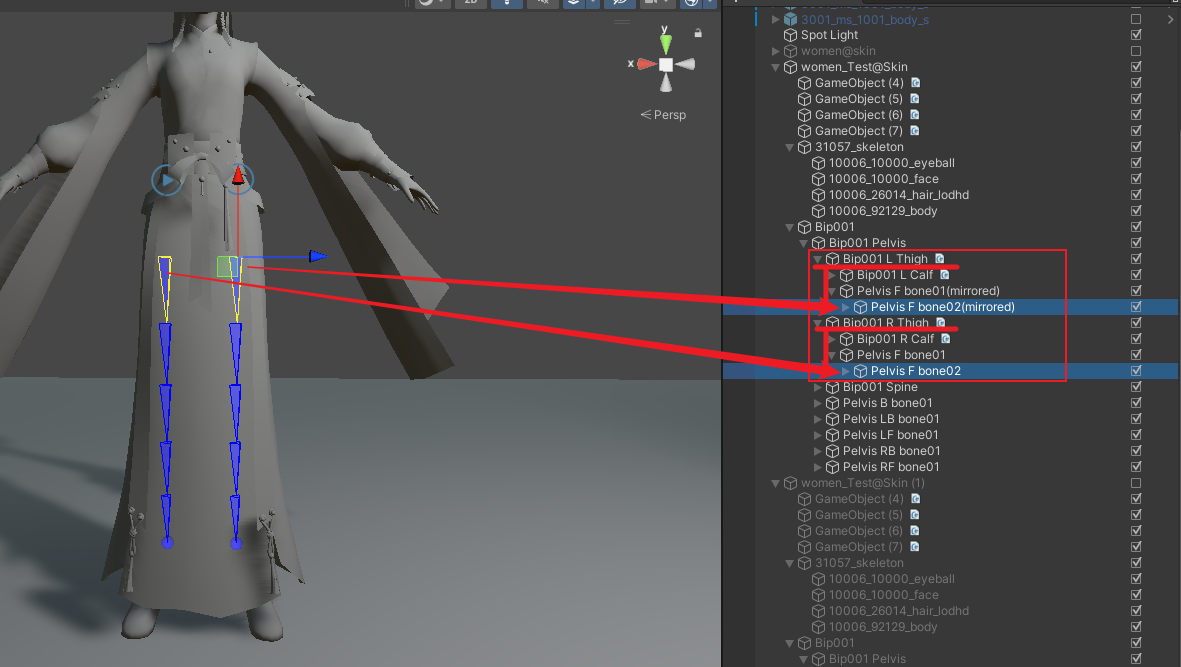 2D
3001_ms_1001_body_s
Spot Light
women@skin
women_Test@Skin
GameObject (4)
GameObject (5)
GameObject (6)
GameObject (7)
31057_skeleton
10006_10000_eyeball
10006_10000_face
10006_26014_hair_lodhd
10006_92129_body
Bip001
Bip001 Pelvis
Bip001 L Thigh
Bip001 L Calf
Pelvis F bone01(mirrored)
Pelvis F bone02(mirrored)
Bip001 R Thigh
Bip001 R Calf
Pelvis F bone01
Pelvis F bone02
Bip001 Spine
Pelvis B bone01
Pelvis LB bone01
Pelvis LF bone01
Pelvis RB bone01
Pelvis RF bone01
women_Test@Skin (1)
GameObject (4)
GameObject (5)
GameObject (6)
GameObject (7)
31057_skeleton
10006_10000_eyeball
10006_10000_face
10006_26014_hair_lodhd
10006_92129_body
Bip001
Bip001 Pelvis
y
x
Persp